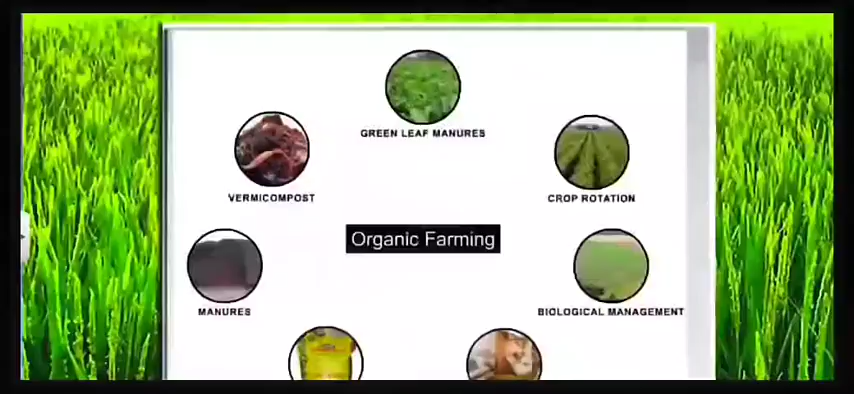 GREEN LEAF MANURES
VERMICOMPOST
CROP ROTATION
Organic Farming
MANURES
BIOLOGICAL MANAGEMENT